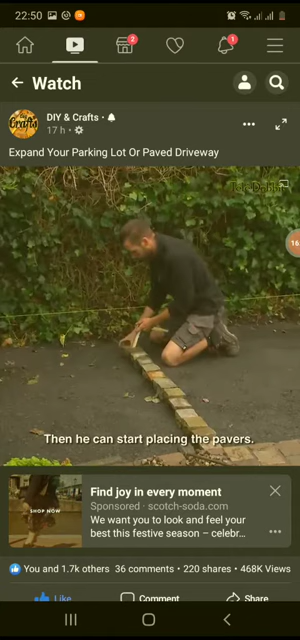 22:50
2
1
Watch
Crafts
DIY & Crafts
17 h
Expand Your Parking Lot Or Paved Driveway
16
Then he can start placing the pavers.
SHOP NOW
Find joy in every moment
Sponsored · scotch-soda.com
We want you to look and feel your
best this festive season – celebr...
You and 1.7k others 36 comments • 220 shares • 468K Views
Like Comment Share